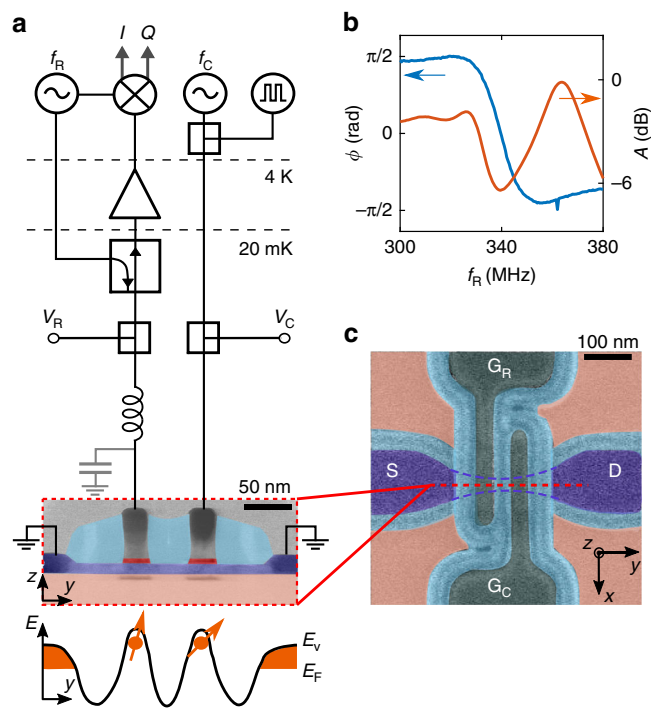 a
I Q
f_R
f_C
4 K
20 mK
V_R
V_C
50 nm
z
y
E
E_v
E_F
y
b
π/2
0
−π/2
ϕ (rad)
0
−6
A (dB)
300 340 380
f_R (MHz)
c
100 nm
G_R
S
D
G_C
z
y
x